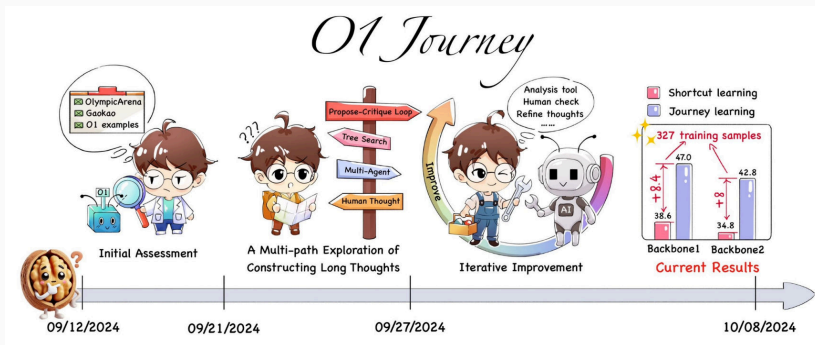 O1 Journey
OlympicArena
Gaokao
O1 examples
O1
Initial Assessment
???
Propose-Critique Loop
Tree Search
Multi-Agent
Human Thought
A Multi-path Exploration of
Constructing Long Thoughts
Analysis tool
Human check
Refine thoughts
......
Improve
AI
Iterative Improvement
Shortcut learning
Journey learning
327 training samples
47.0
+8.4
38.6
42.8
+8
34.8
Backbone1
Backbone2
Current Results
?
09/12/2024
09/21/2024
09/27/2024
10/08/2024